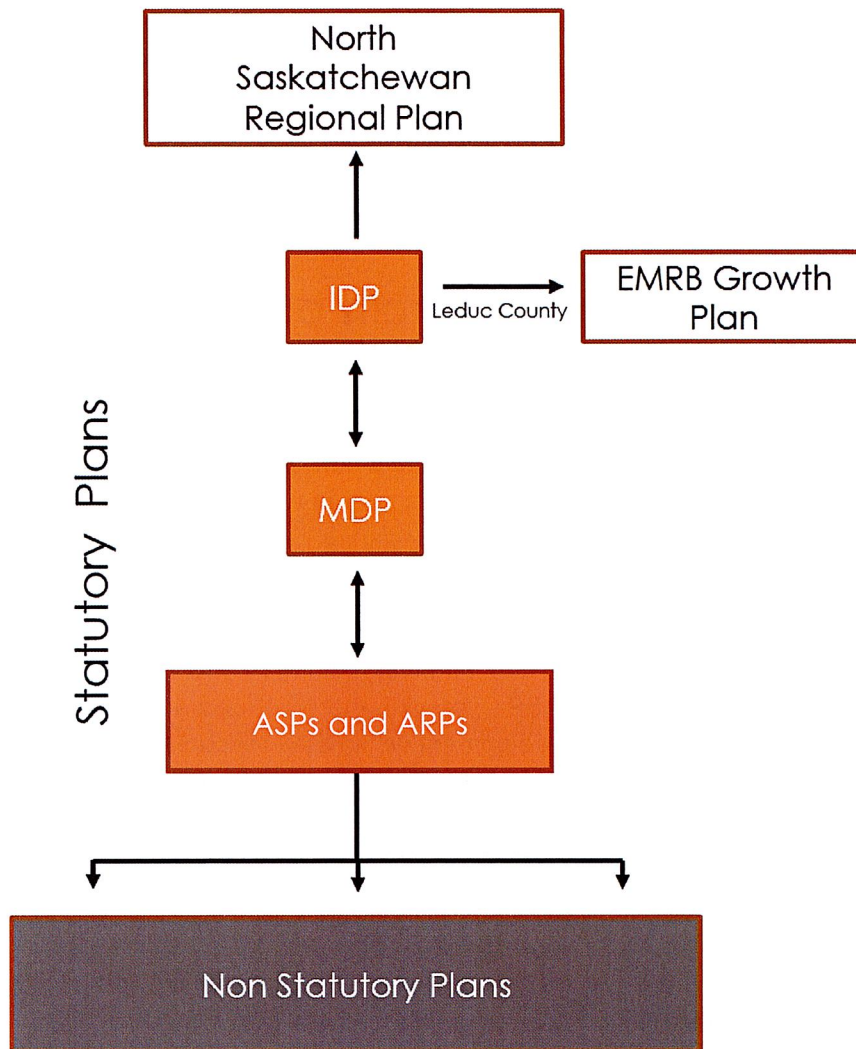 North
Saskatchewan
Regional Plan
IDP
Leduc County
EMRB Growth
Plan
Statutory Plans
MDP
ASPs and ARPs
Non Statutory Plans